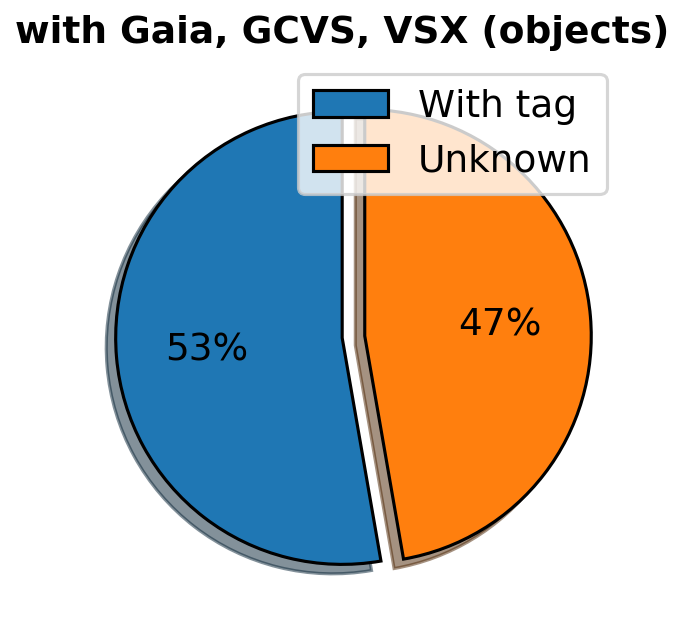 with Gaia, GCVS, VSX (objects)
With tag
Unknown
53%
47%